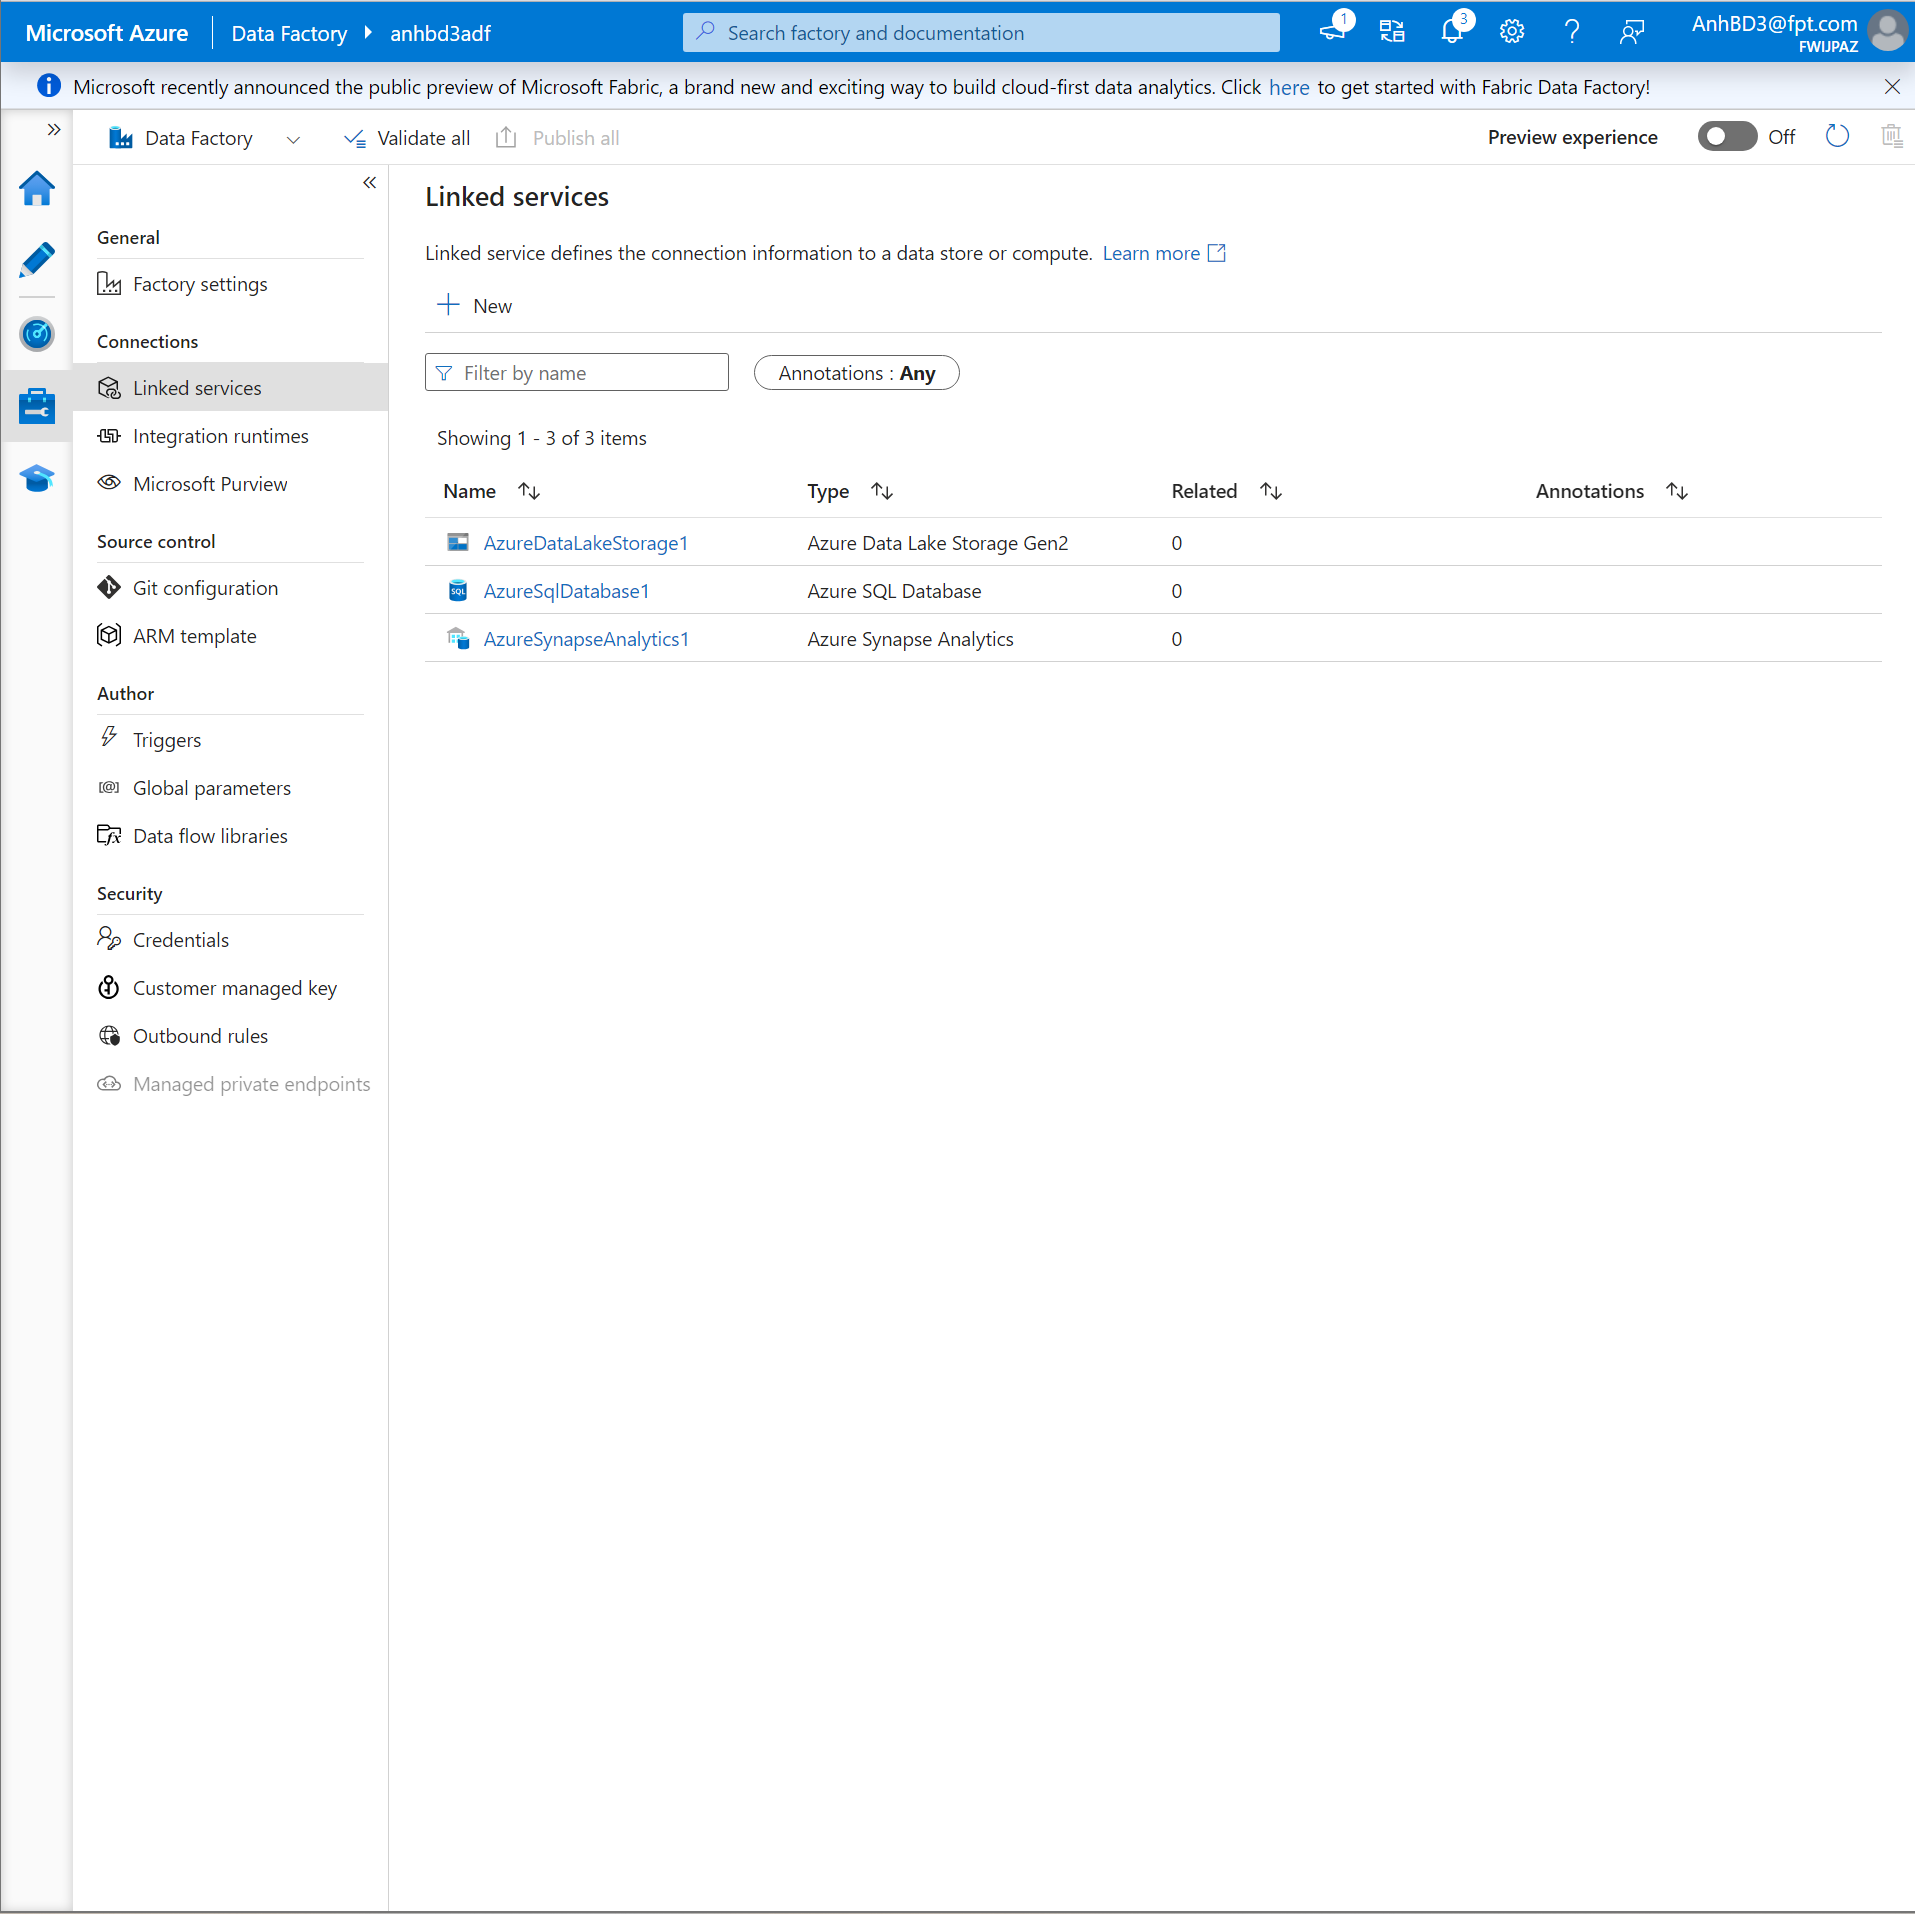 Microsoft Azure Data Factory anhbd3adf Search factory and documentation 1 3 ? AnhBD3@fpt.com
FWIJPAZ
Microsoft recently announced the public preview of Microsoft Fabric, a brand new and exciting way to build cloud-first data analytics. Click here to get started with Fabric Data Factory!
Data Factory Validate all Publish all Preview experience Off
General
Factory settings
Connections
Linked services
Integration runtimes
Microsoft Purview
Source control
Git configuration
ARM template
Author
Triggers
Global parameters
Data flow libraries
Security
Credentials
Customer managed key
Outbound rules
Managed private endpoints
Linked services
Linked service defines the connection information to a data store or compute. Learn more
New
Filter by name Annotations : Any
Showing 1 - 3 of 3 items
Name Type Related Annotations
AzureDataLakeStorage1 Azure Data Lake Storage Gen2 0
SQL AzureSqlDatabase1 Azure SQL Database 0
AzureSynapseAnalytics1 Azure Synapse Analytics 0